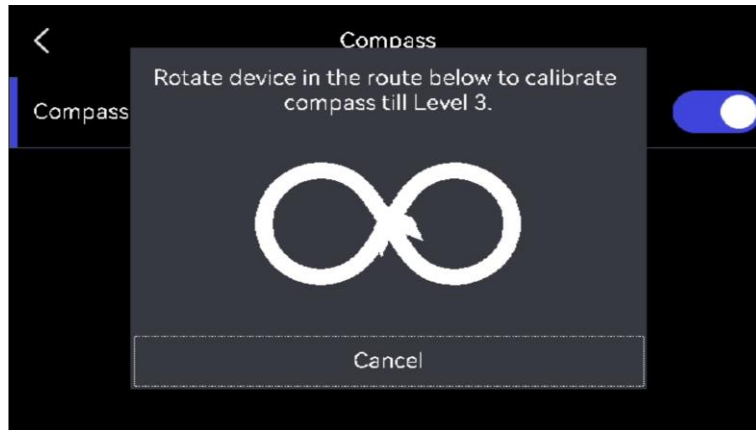 Compass
Rotate device in the route below to calibrate
compass till Level 3.
Compass
Cancel